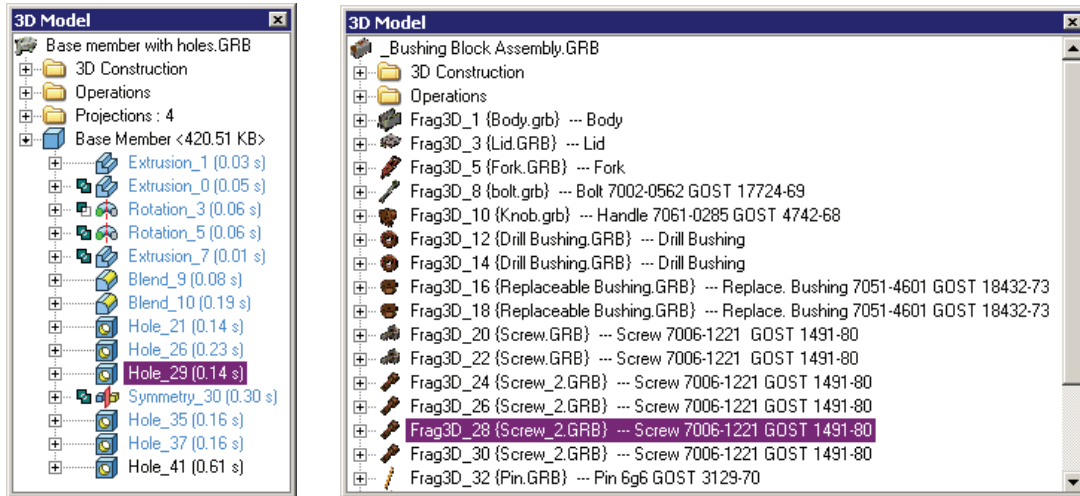 3D Model
Base member with holes.GRB
3D Construction
Operations
Projections : 4
Base Member <420.51 KB>
Extrusion_1 (0.03 s)
Extrusion_0 (0.05 s)
Rotation_3 (0.06 s)
Rotation_5 (0.06 s)
Extrusion_7 (0.01 s)
Blend_9 (0.08 s)
Blend_10 (0.19 s)
Hole_21 (0.14 s)
Hole_26 (0.23 s)
Hole_29 (0.14 s)
Symmetry_30 (0.30 s)
Hole_35 (0.16 s)
Hole_37 (0.16 s)
Hole_41 (0.61 s)
3D Model
_Bushing Block Assembly.GRB
3D Construction
Operations
Frag3D_1 {Body.grb} --- Body
Frag3D_3 {Lid.GRB} --- Lid
Frag3D_5 {Fork.GRB} --- Fork
Frag3D_8 {bolt.grb} --- Bolt 7002-0562 GOST 17724-69
Frag3D_10 {Knob.grb} --- Handle 7061-0285 GOST 4742-68
Frag3D_12 {Drill Bushing.GRB} --- Drill Bushing
Frag3D_14 {Drill Bushing.GRB} --- Drill Bushing
Frag3D_16 {Replaceable Bushing.GRB} --- Replace. Bushing 7051-4601 GOST 18432-73
Frag3D_18 {Replaceable Bushing.GRB} --- Replace. Bushing 7051-4601 GOST 18432-73
Frag3D_20 {Screw.GRB} --- Screw 7006-1221 GOST 1491-80
Frag3D_22 {Screw.GRB} --- Screw 7006-1221 GOST 1491-80
Frag3D_24 {Screw_2.GRB} --- Screw 7006-1221 GOST 1491-80
Frag3D_26 {Screw_2.GRB} --- Screw 7006-1221 GOST 1491-80
Frag3D_28 {Screw_2.GRB} --- Screw 7006-1221 GOST 1491-80
Frag3D_30 {Screw_2.GRB} --- Screw 7006-1221 GOST 1491-80
Frag3D_32 {Pin.GRB} --- Pin 6g6 GOST 3129-70